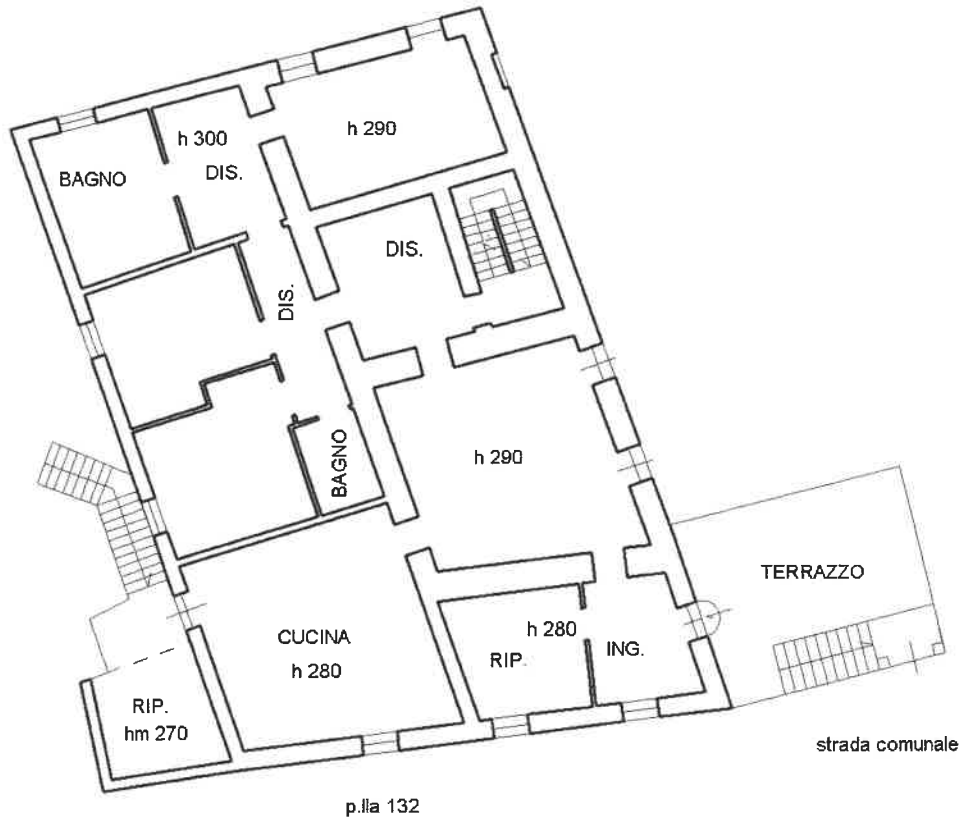 h 300
h 290
BAGNO
DIS.
DIS.
DIS.
BAGNO
h 290
TERRAZZO
CUCINA
h 280
h 280
RIP.
ING.
RIP.
hm 270
strada comunale
p.lla 132